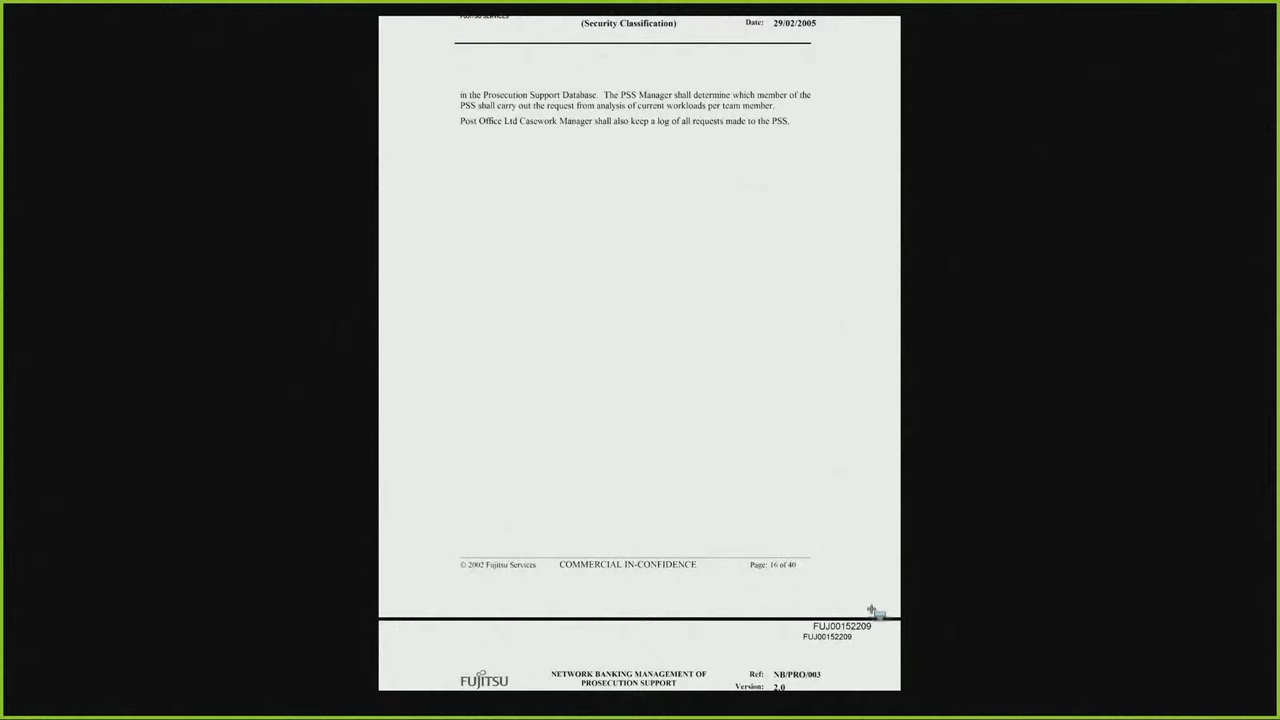 FUJITSU SERVICES
(Security Classification) Date: 29/02/2005
in the Prosecution Support Database. The PSS Manager shall determine which member of the
PSS shall carry out the request from analysis of current workloads per team member.
Post Office Ltd Casework Manager shall also keep a log of all requests made to the PSS.
© 2002 Fujitsu Services COMMERCIAL IN-CONFIDENCE Page: 16 of 40
FUJ00152209
FUJ00152209
FUJITSU NETWORK BANKING MANAGEMENT OF Ref: NB/PRO/003
PROSECUTION SUPPORT
Version: 2.0